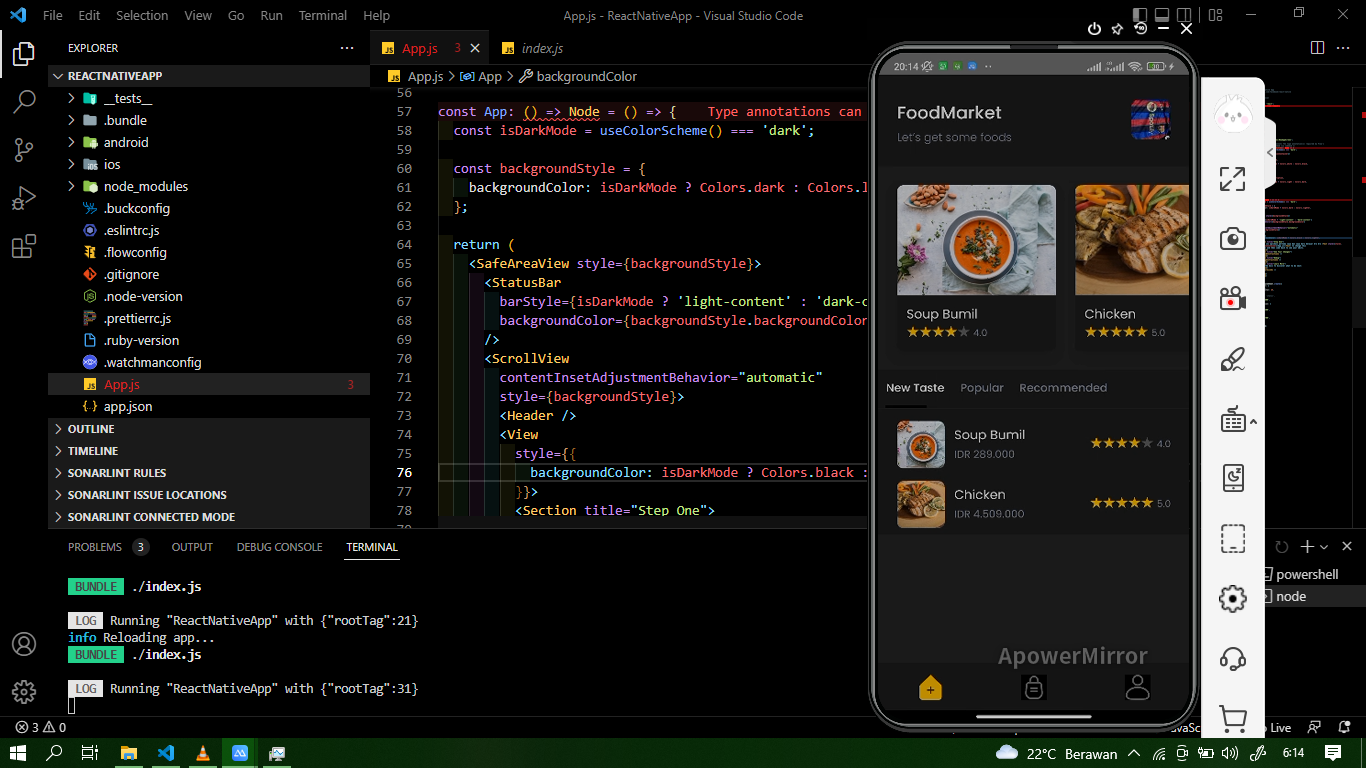 File Edit Selection View Go Run Terminal Help
App.js - ReactNativeApp - Visual Studio Code
EXPLORER
REACTNATIVEAPP
__tests__
.bundle
android
ios
node_modules
.buckconfig
.eslintrc.js
.flowconfig
.gitignore
.node-version
.prettierrc.js
.ruby-version
.watchmanconfig
App.js 3
app.json
OUTLINE
TIMELINE
SONARLINT RULES
SONARLINT ISSUE LOCATIONS
SONARLINT CONNECTED MODE
JS App.js 3
JS index.js
JS App.js > App > backgroundColor
56
57 const App: () => Node = () => { Type annotations can
58 const isDarkMode = useColorScheme() === 'dark';
59
60 const backgroundStyle = {
61 backgroundColor: isDarkMode ? Colors.dark : Colors.l
62 };
63
64 return (
65 <SafeAreaView style={backgroundStyle}>
66 <StatusBar
67 barStyle={isDarkMode ? 'light-content' : 'dark-c
68 backgroundColor={backgroundStyle.backgroundColor
69 />
70 <ScrollView
71 contentInsetAdjustmentBehavior="automatic"
72 style={backgroundStyle}>
73 <Header />
74 <View
75 style={{
76 backgroundColor: isDarkMode ? Colors.black :
77 }}>
78 <Section title="Step One">
PROBLEMS 3 OUTPUT DEBUG CONSOLE TERMINAL
BUNDLE ./index.js
LOG Running "ReactNativeApp" with {"rootTag":21}
info Reloading app...
BUNDLE ./index.js
LOG Running "ReactNativeApp" with {"rootTag":31}
powershell
node
20:14
FoodMarket
Let's get some foods
Soup Bumil
4.0
Chicken
5.0
New Taste Popular Recommended
Soup Bumil
IDR 289.000
4.0
Chicken
IDR 4.509.000
5.0
ApowerMirror
3 0
Live
22°C Berawan
6:14